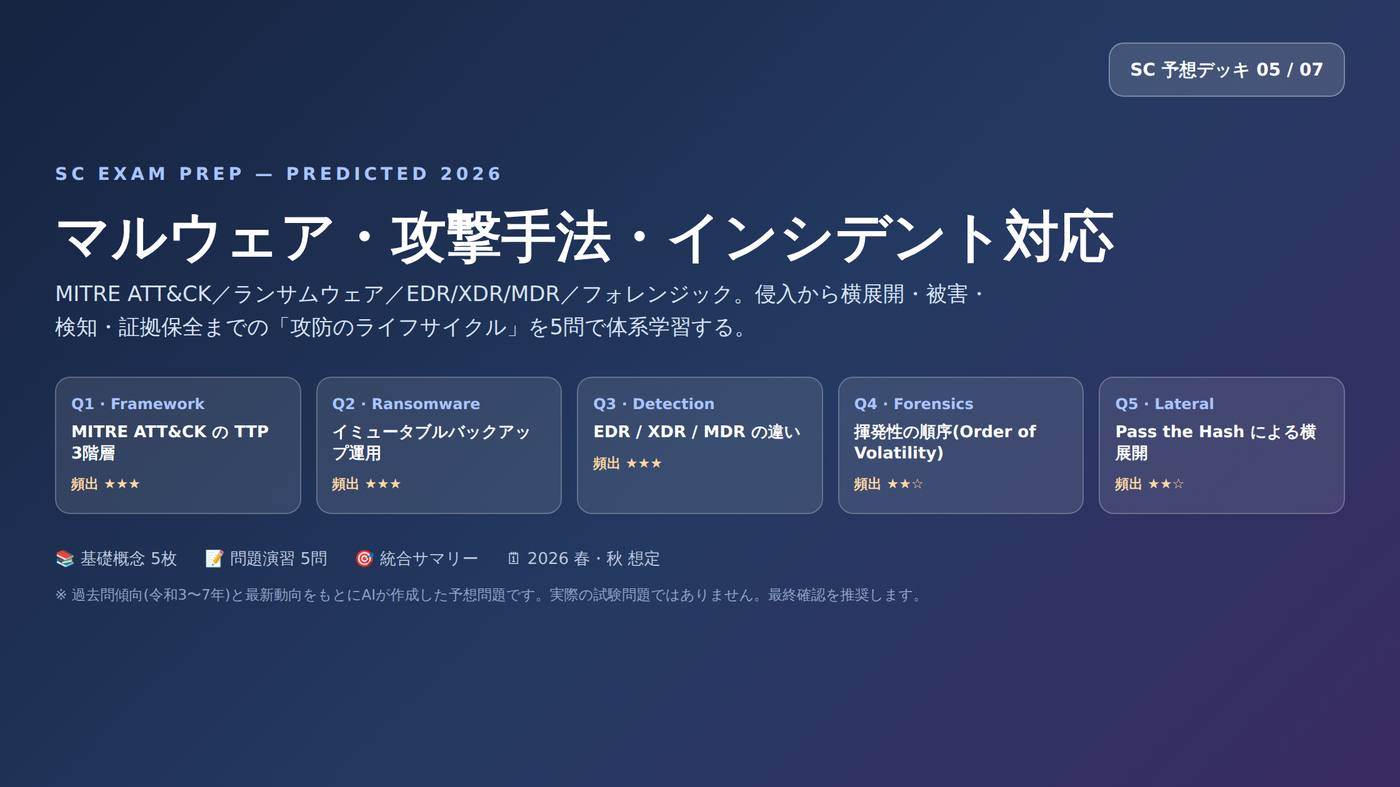 SC 予想デッキ 05 / 07
SC EXAM PREP — PREDICTED 2026
マルウェア・攻撃手法・インシデント対応
MITRE ATT&CK／ランサムウェア／EDR/XDR/MDR／フォレンジック。侵入から横展開・被害・
検知・証拠保全までの「攻防のライフサイクル」を5問で体系学習する。
Q1 · Framework
MITRE ATT&CK の TTP
3階層
頻出 ★★★
Q2 · Ransomware
イミュータブルバックアッ
プ運用
頻出 ★★★
Q3 · Detection
EDR / XDR / MDR の違い
頻出 ★★★
Q4 · Forensics
揮発性の順序(Order of
Volatility)
頻出 ★★☆
Q5 · Lateral
Pass the Hash による横
展開
頻出 ★★☆
📚 基礎概念 5枚 📝 問題演習 5問 🎯 統合サマリー 🗓 2026 春・秋 想定
※ 過去問傾向(令和3〜7年)と最新動向をもとにAIが作成した予想問題です。実際の試験問題ではありません。最終確認を推奨します。